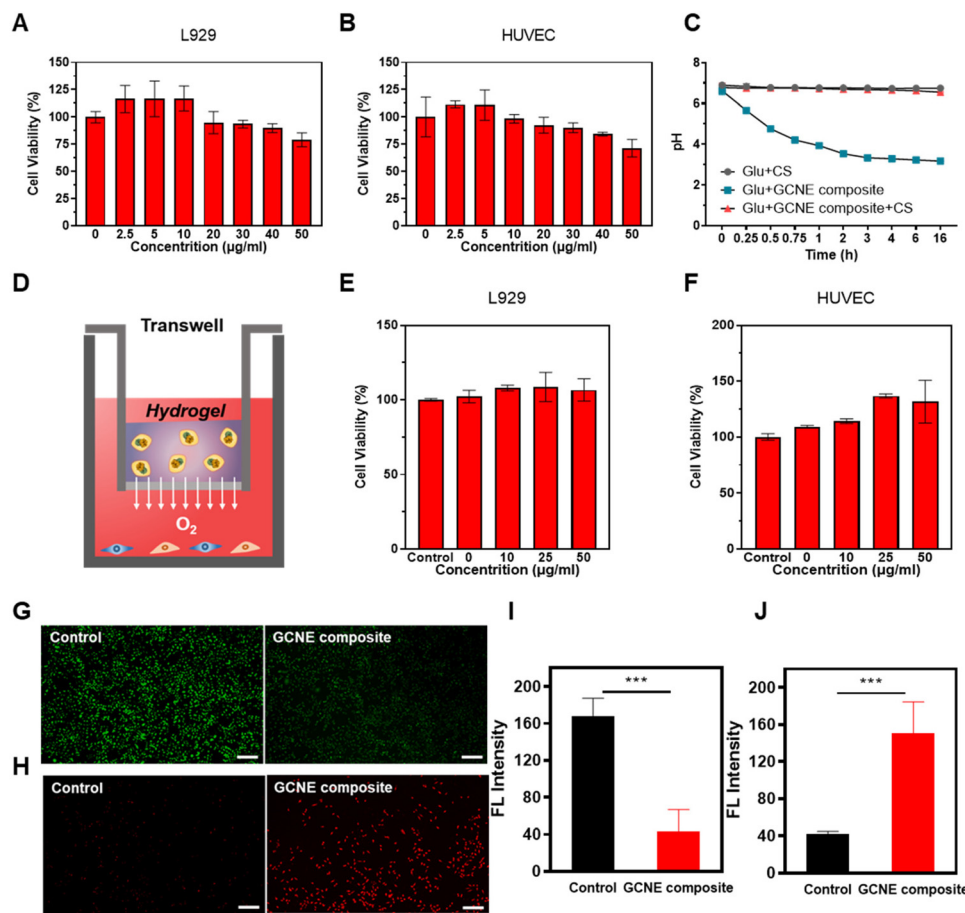 A
L929
Cell Viability (%)
150
125
100
75
50
25
0
0 2.5 5 10 20 30 40 50
Concentrition (μg/ml)
B
HUVEC
Cell Viability (%)
150
125
100
75
50
25
0
0 2.5 5 10 20 30 40 50
Concentrition (μg/ml)
C
pH
8
6
4
2
0
Glu+CS
Glu+GCNE composite
Glu+GCNE composite+CS
0 0.25 0.5 0.75 1 2 3 4 6 16
Time (h)
D
Transwell
Hydrogel
O2
E
L929
Cell Viability (%)
150
100
50
0
Control 0 10 25 50
Concentrition (μg/ml)
F
HUVEC
Cell Viability (%)
200
150
100
50
0
Control 0 10 25 50
Concentrition (μg/ml)
G
Control
GCNE composite
H
Control
GCNE composite
I
FL Intensity
200
160
120
80
40
0
***
Control GCNE composite
J
FL Intensity
200
160
120
80
40
0
***
Control GCNE composite